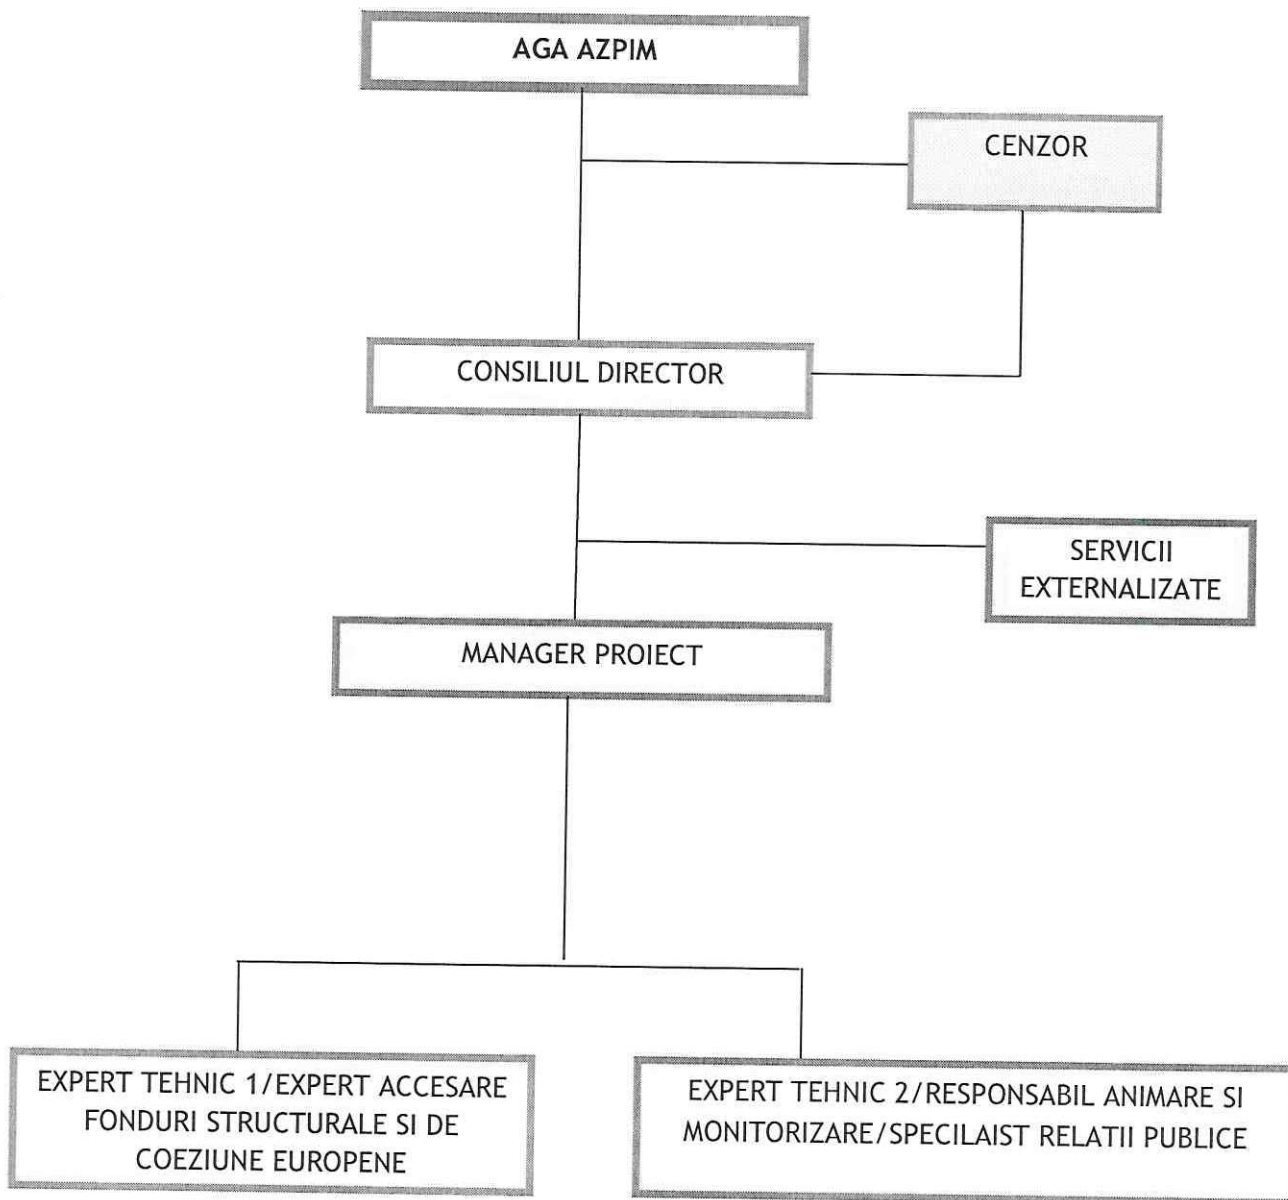 AGA AZPIM
CENZOR
CONSILIUL DIRECTOR
SERVICII
EXTERNALIZATE
MANAGER PROIECT
EXPERT TEHNIC 1/EXPERT ACCESARE
FONDURI STRUCTURALE SI DE
COEZIUNE EUROPENE
EXPERT TEHNIC 2/RESPONSABIL ANIMARE SI
MONITORIZARE/SPECILAIST RELATII PUBLICE